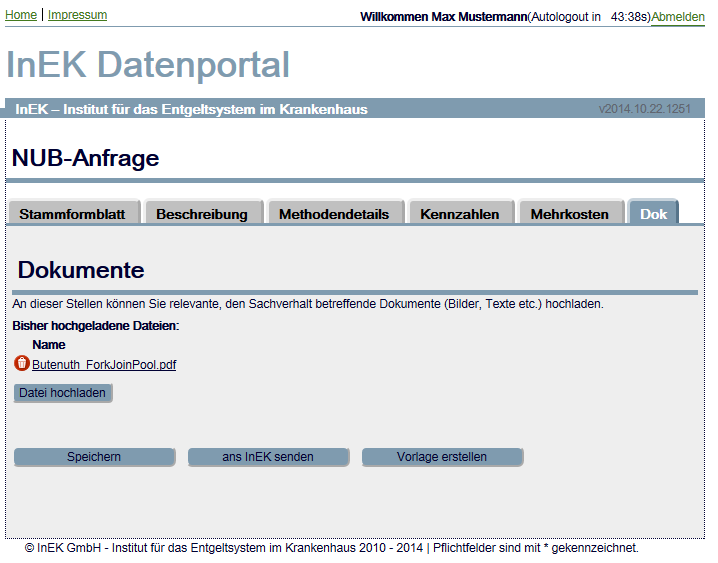 Home | Impressum
Willkommen Max Mustermann(Autologout in 43:38s)Abmelden
InEK Datenportal
InEK – Institut für das Entgeltsystem im Krankenhaus
v2014.10.22.1251
NUB-Anfrage
Stammformblatt Beschreibung Methodendetails Kennzahlen Mehrkosten Dok
Dokumente
An dieser Stellen können Sie relevante, den Sachverhalt betreffende Dokumente (Bilder, Texte etc.) hochladen.
Bisher hochgeladene Dateien:
Name
Butenuth_ForkJoinPool.pdf
Datei hochladen
Speichern ans InEK senden Vorlage erstellen
© InEK GmbH - Institut für das Entgeltsystem im Krankenhaus 2010 - 2014 | Pflichtfelder sind mit * gekennzeichnet.